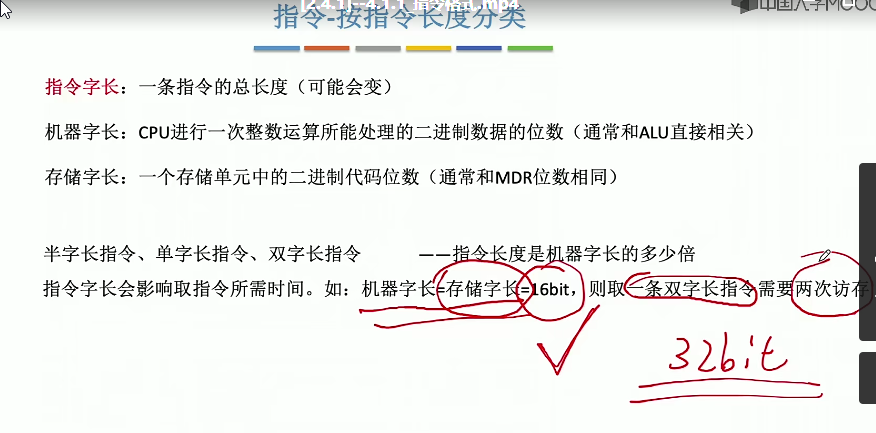 [2.4.1]--4.1.1 指令格式.mp4
指令-按指令长度分类
中国大学MOOC
指令字长：一条指令的总长度（可能会变）
机器字长：CPU进行一次整数运算所能处理的二进制数据的位数（通常和ALU直接相关）
存储字长：一个存储单元中的二进制代码位数（通常和MDR位数相同）
半字长指令、单字长指令、双字长指令 ——指令长度是机器字长的多少倍
指令字长会影响取指令所需时间。如：机器字长=存储字长=16bit，则取一条双字长指令需要两次访存
32bit